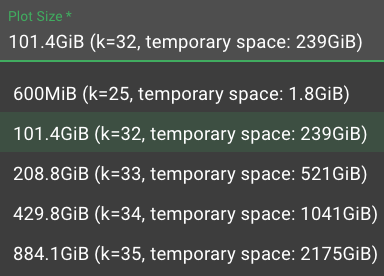 Plot Size *
101.4GiB (k=32, temporary space: 239GiB)
600MiB (k=25, temporary space: 1.8GiB)
101.4GiB (k=32, temporary space: 239GiB)
208.8GiB (k=33, temporary space: 521GiB)
429.8GiB (k=34, temporary space: 1041GiB)
884.1GiB (k=35, temporary space: 2175GiB)